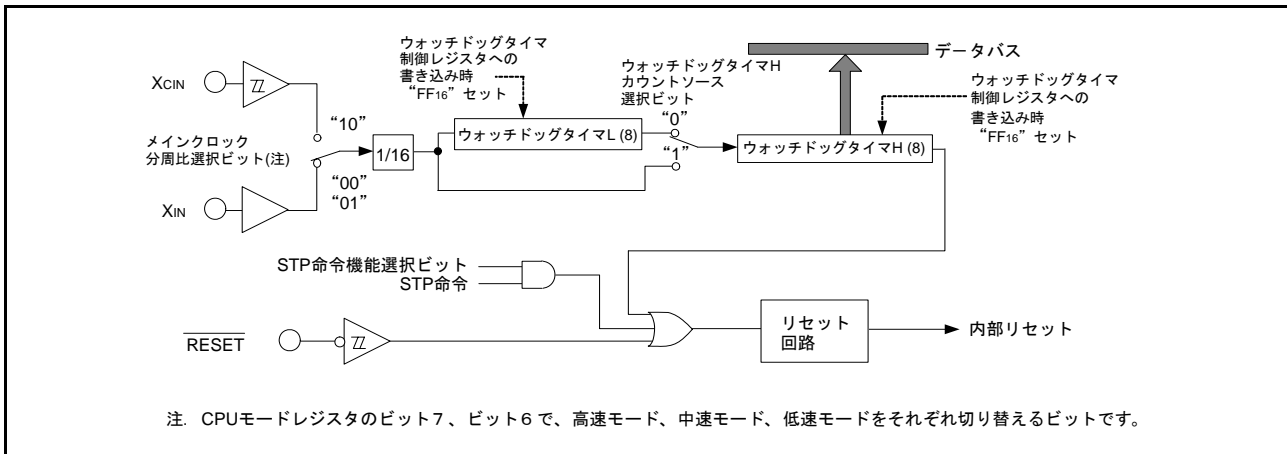 ウォッチドッグタイマ
制御レジスタへの
書き込み時
“FF16”セット
ウォッチドッグタイマH
カウントソース
選択ビット
データバス
ウォッチドッグタイマ
制御レジスタへの
書き込み時
“FF16”セット
XCIN
“10”
メインクロック
分周比選択ビット(注)
1/16
ウォッチドッグタイマL (8)
“0”
“1”
ウォッチドッグタイマH (8)
“00”
“01”
XIN
STP命令機能選択ビット
STP命令
RESET
リセット
回路
内部リセット
注. CPUモードレジスタのビット7、ビット6で、高速モード、中速モード、低速モードをそれぞれ切り替えるビットです。